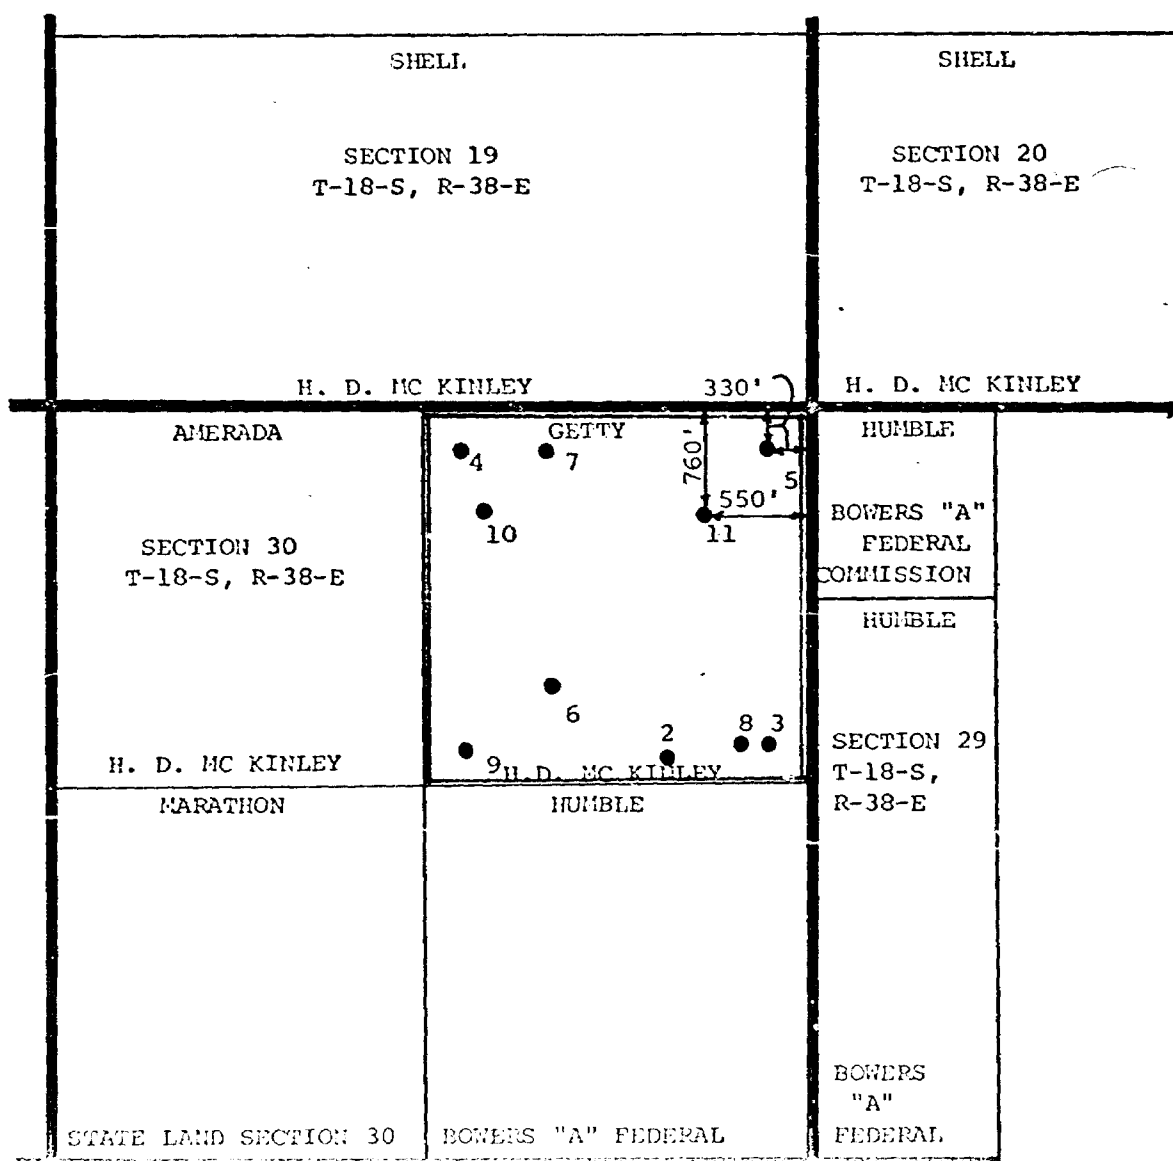 SHELL
SHELL
SECTION 19
T-18-S, R-38-E
SECTION 20
T-18-S, R-38-E
H. D. MC KINLEY
330'
H. D. MC KINLEY
AMERADA
GETTY
HUMBLE
4
7
760'
5
550'
10
11
BOWERS "A"
FEDERAL
COMMISSION
SECTION 30
T-18-S, R-38-E
HUMBLE
6
2
8
3
SECTION 29
T-18-S,
R-38-E
H. D. MC KINLEY
9
H.D. MC KINLEY
MARATHON
HUMBLE
BOWERS
"A"
FEDERAL
STATE LAND SECTION 30
BOWERS "A" FEDERAL